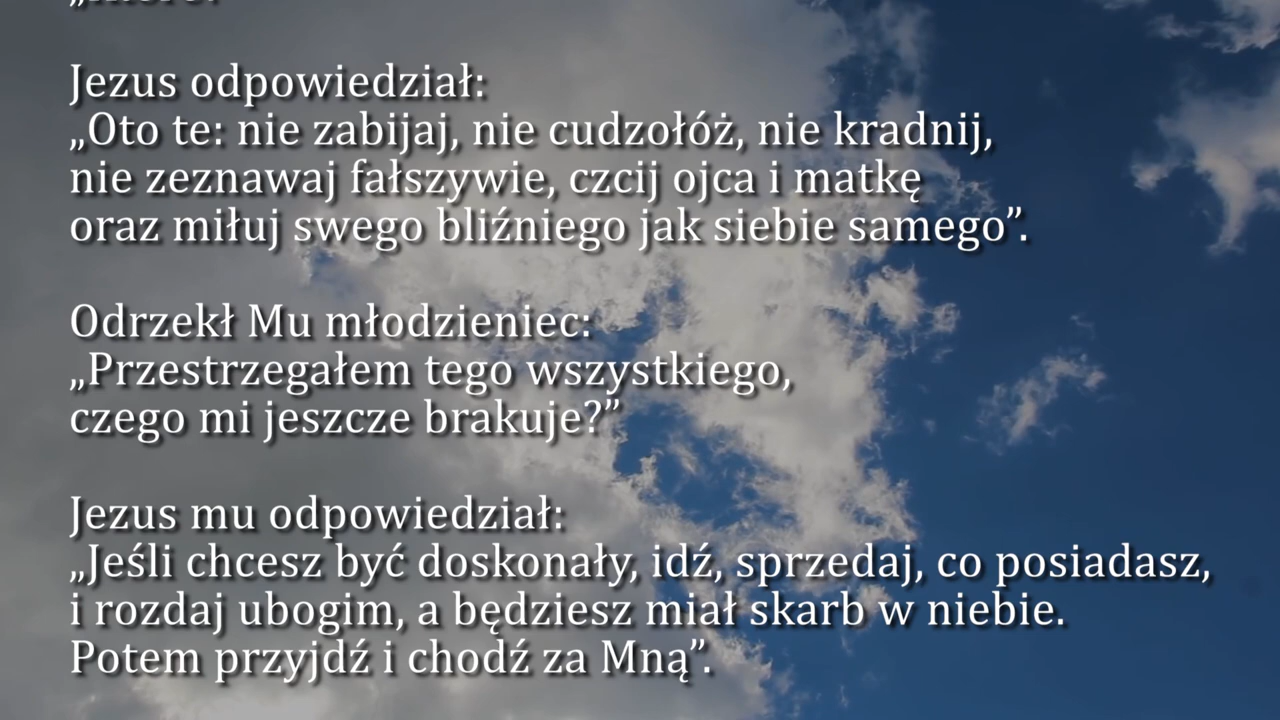 Jezus odpowiedział:
„Oto te: nie zabijaj, nie cudzołóż, nie kradnij,
nie zeznawaj fałszywie, czcij ojca i matkę
oraz miłuj swego bliźniego jak siebie samego”.
Odrzekł Mu młodzieniec:
„Przestrzegałem tego wszystkiego,
czego mi jeszcze brakuje?”
Jezus mu odpowiedział:
„Jeśli chcesz być doskonały, idź, sprzedaj, co posiadasz,
i rozdaj ubogim, a będziesz miał skarb w niebie.
Potem przyjdź i chodź za Mną”.